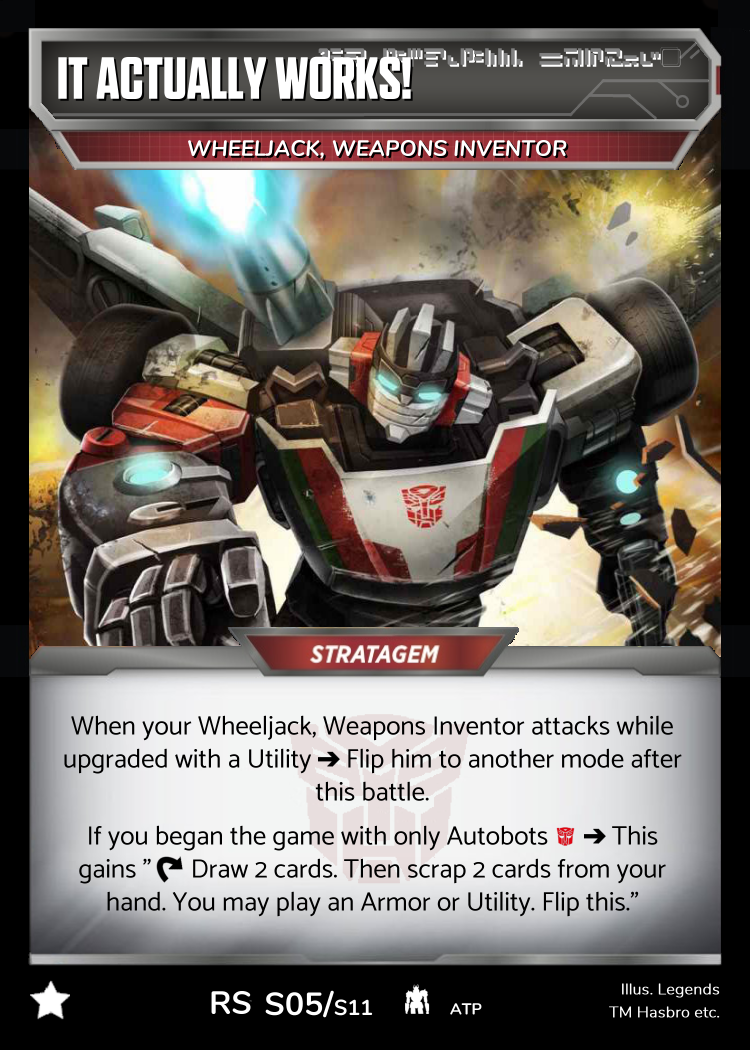 IT ACTUALLY WORKS!
WHEELJACK, WEAPONS INVENTOR
STRATAGEM
When your Wheeljack, Weapons Inventor attacks while
upgraded with a Utility ➔ Flip him to another mode after
this battle.
If you began the game with only Autobots ➔ This
gains ” Draw 2 cards. Then scrap 2 cards from your
hand. You may play an Armor or Utility. Flip this.”
RS S05/S11 ATP
Illus. Legends
TM Hasbro etc.